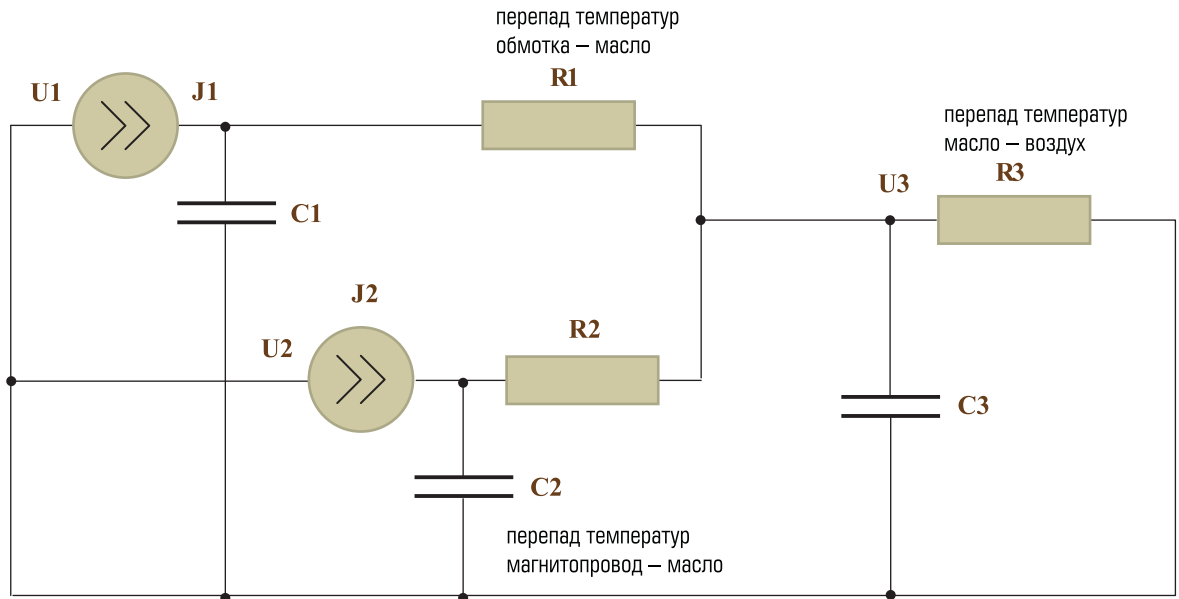 перепад температур
обмотка – масло
U1
J1
R1
перепад температур
масло – воздух
U3
R3
C1
J2
U2
R2
C3
C2
перепад температур
магнитопровод – масло